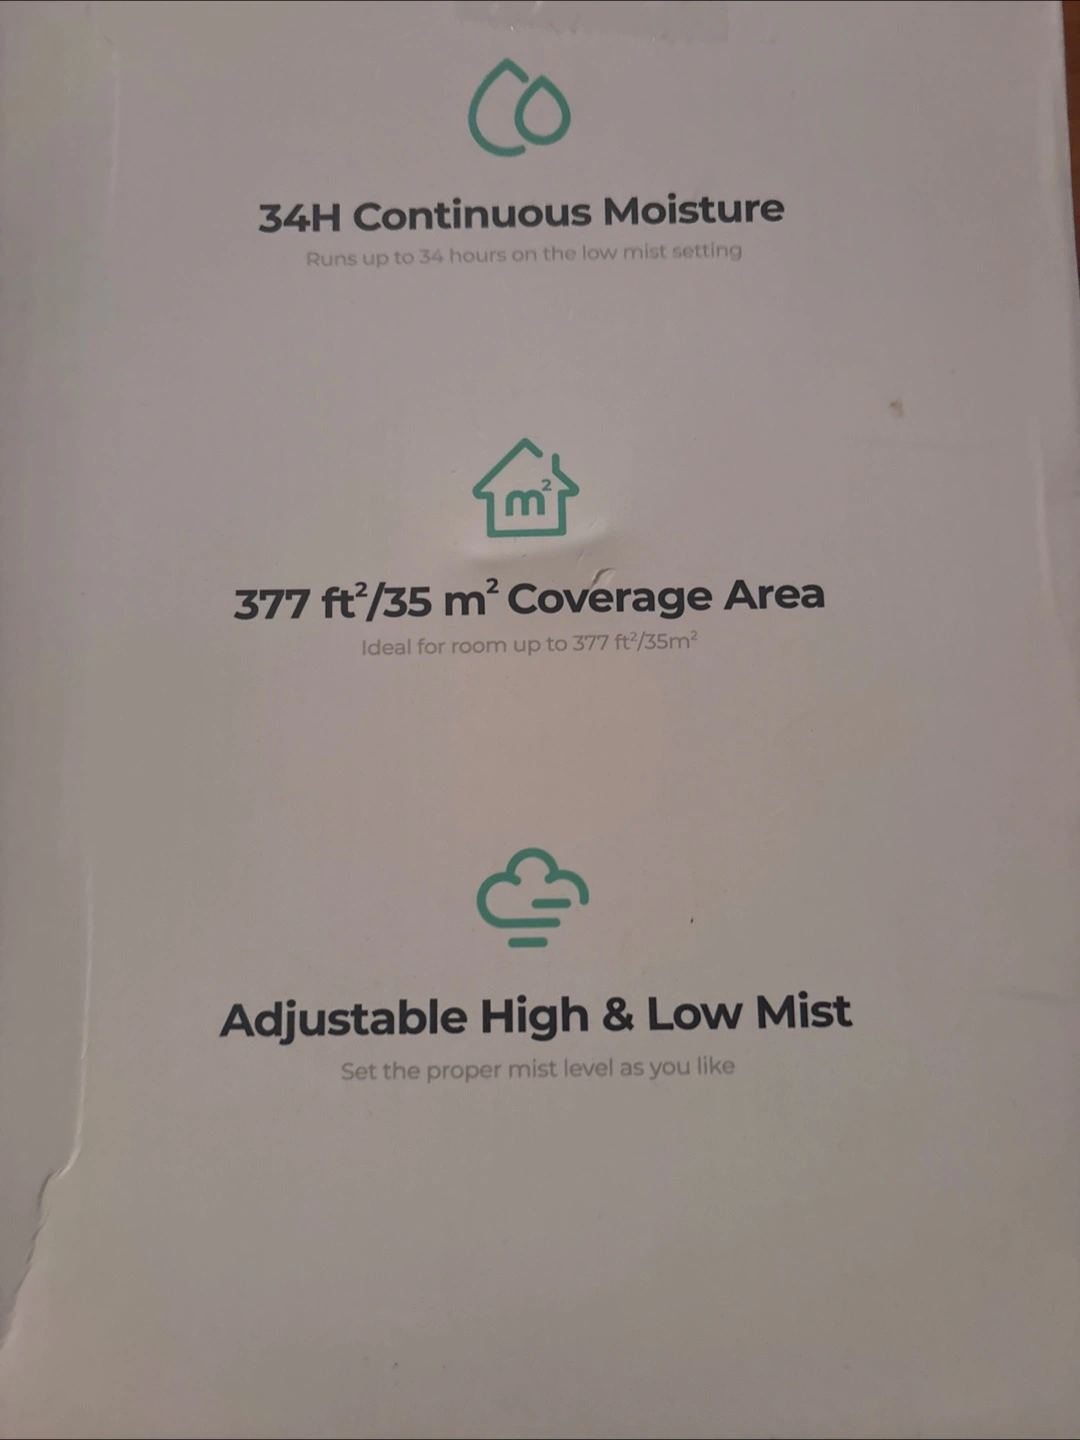 34H Continuous Moisture
Runs up to 34 hours on the low mist setting
m²
377 ft²/35 m² Coverage Area
Ideal for room up to 377 ft²/35m²
Adjustable High & Low Mist
Set the proper mist level as you like